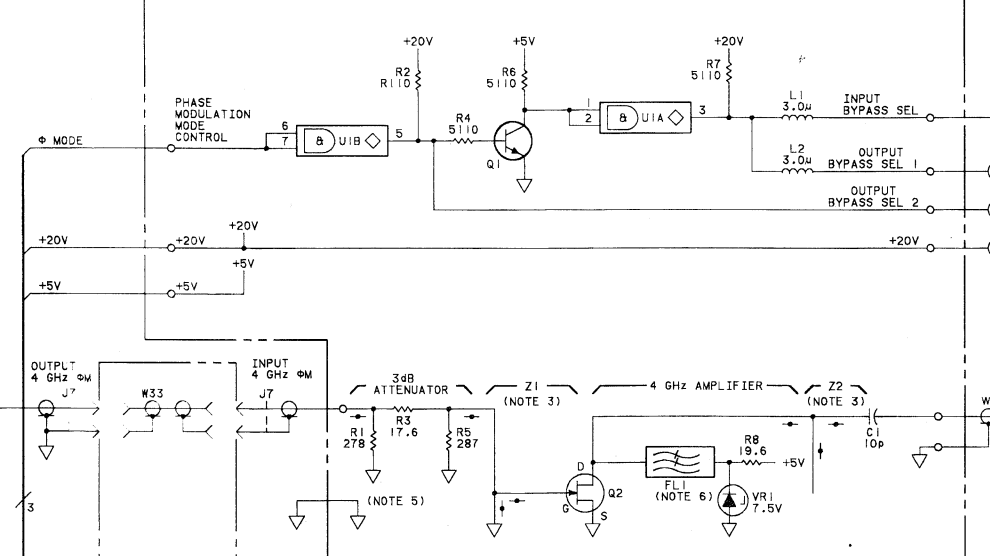 +20V
+5V
+20V
R2
R110
R6
5110
R7
5110
L1
3.0μ
PHASE
MODULATION
MODE
CONTROL
INPUT
BYPASS SEL
1
2
3
& U1A
R4
5110
6
7
5
& U1B
Φ MODE
Q1
L2
3.0μ
OUTPUT
BYPASS SEL 1
OUTPUT
BYPASS SEL 2
+20V
+20V
+20V
+20V
+5V
+5V
+5V
OUTPUT
4 GHz ΦM
J7
W33
INPUT
4 GHz ΦM
J7
3dB
ATTENUATOR
Z1
(NOTE 3)
4 GHz AMPLIFIER
Z2
(NOTE 3)
W
R1
278
R3
17.6
R5
287
C1
10p
R8
19.6
+5V
D
FL1
(NOTE 6)
Q2
G
S
VR1
7.5V
(NOTE 5)
3